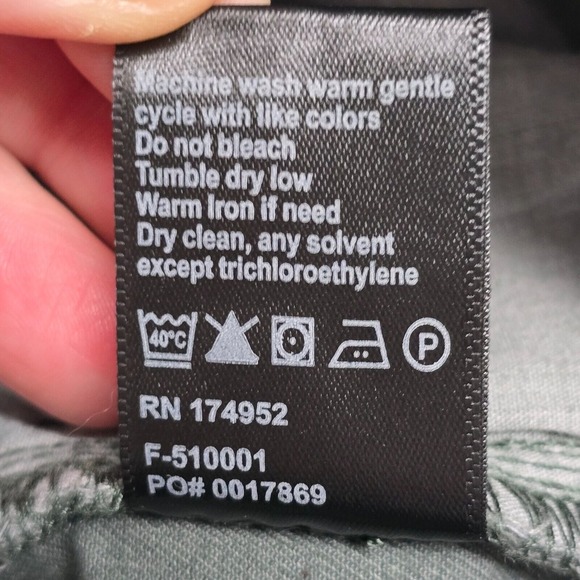 Machine wash warm gentle
cycle with like colors
Do not bleach
Tumble dry low
Warm Iron if need
Dry clean, any solvent
except trichloroethylene
40°C P
RN 174952
F-510001
PO# 0017869